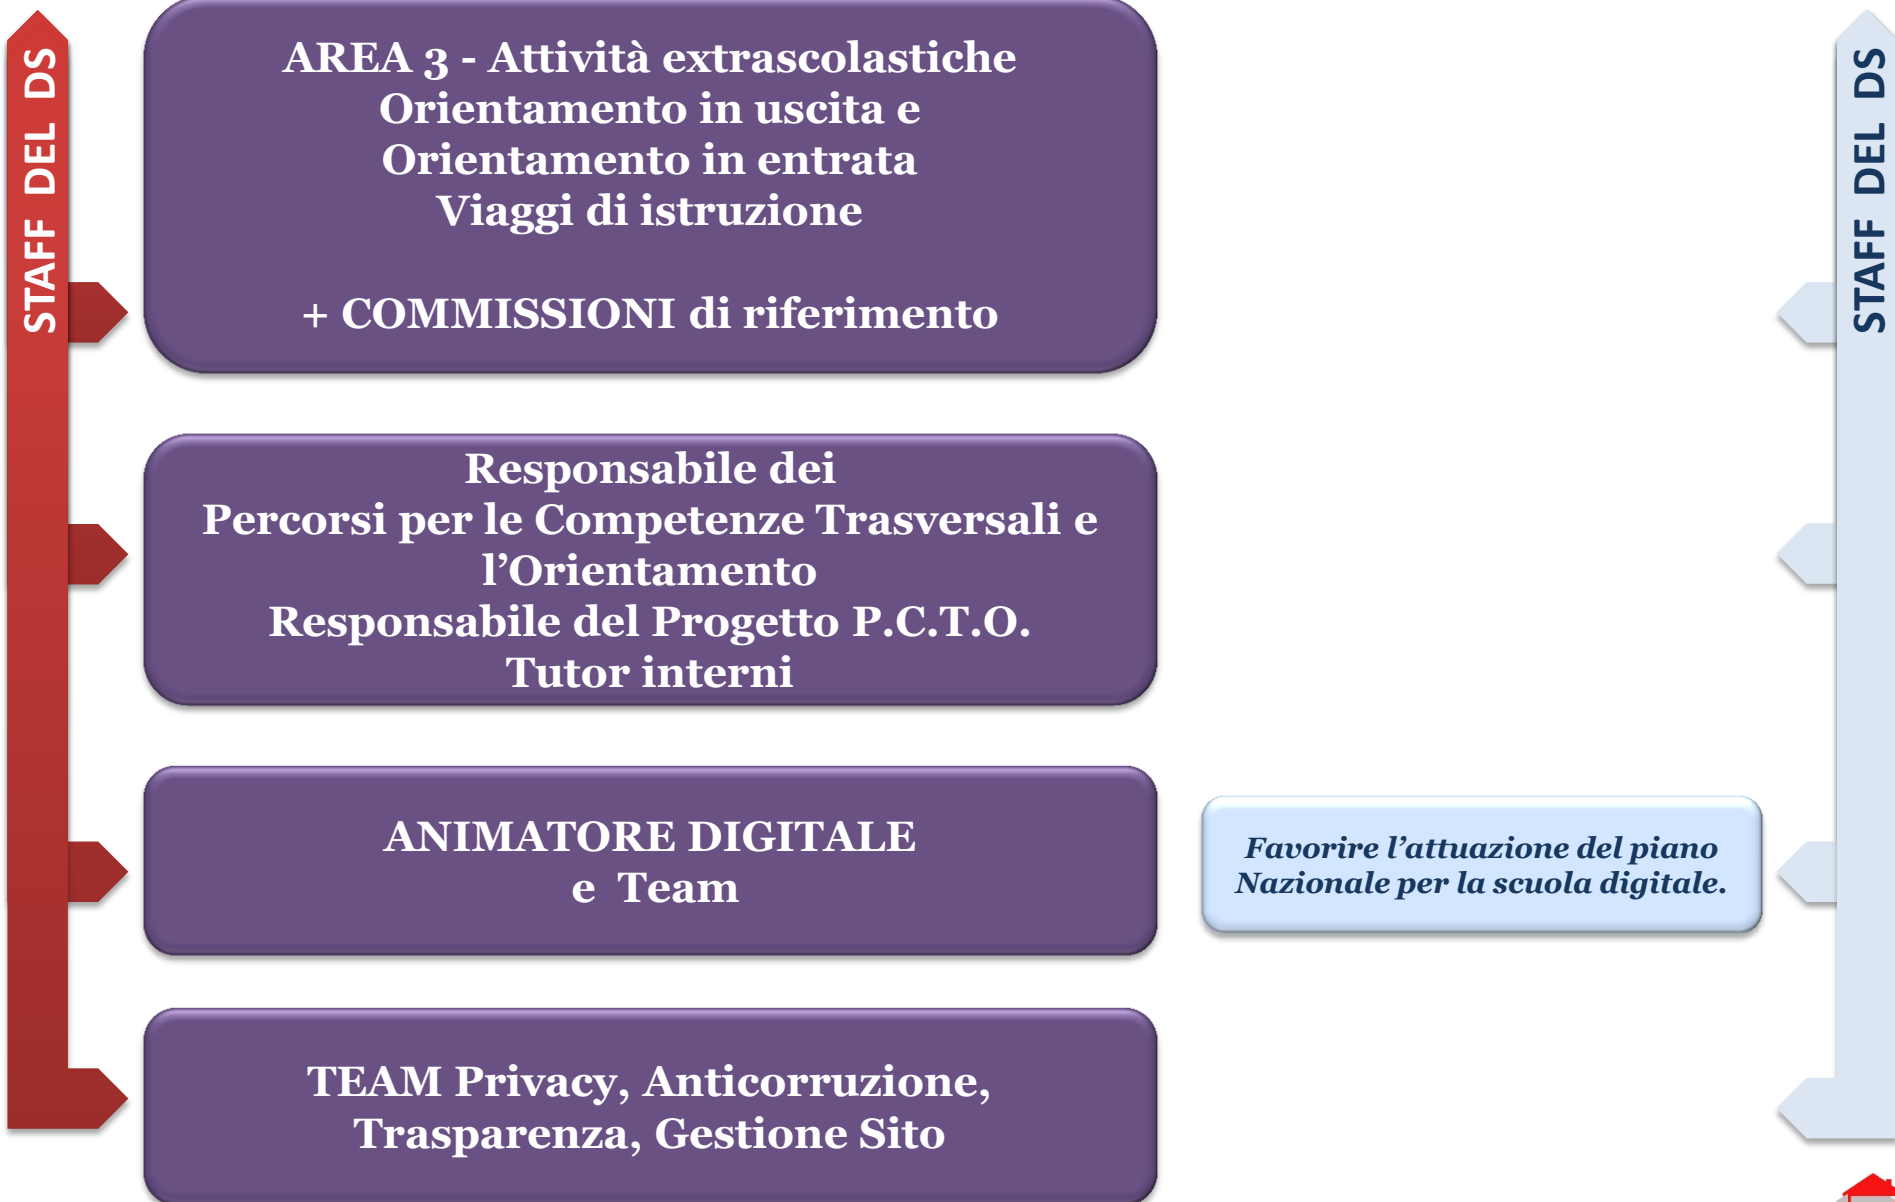 STAFF DEL DS
AREA 3 - Attività extrascolastiche
Orientamento in uscita e
Orientamento in entrata
Viaggi di istruzione
+ COMMISSIONI di riferimento
Responsabile dei
Percorsi per le Competenze Trasversali e
l’Orientamento
Responsabile del Progetto P.C.T.O.
Tutor interni
ANIMATORE DIGITALE
e Team
Favorire l’attuazione del piano
Nazionale per la scuola digitale.
TEAM Privacy, Anticorruzione,
Trasparenza, Gestione Sito
STAFF DEL DS